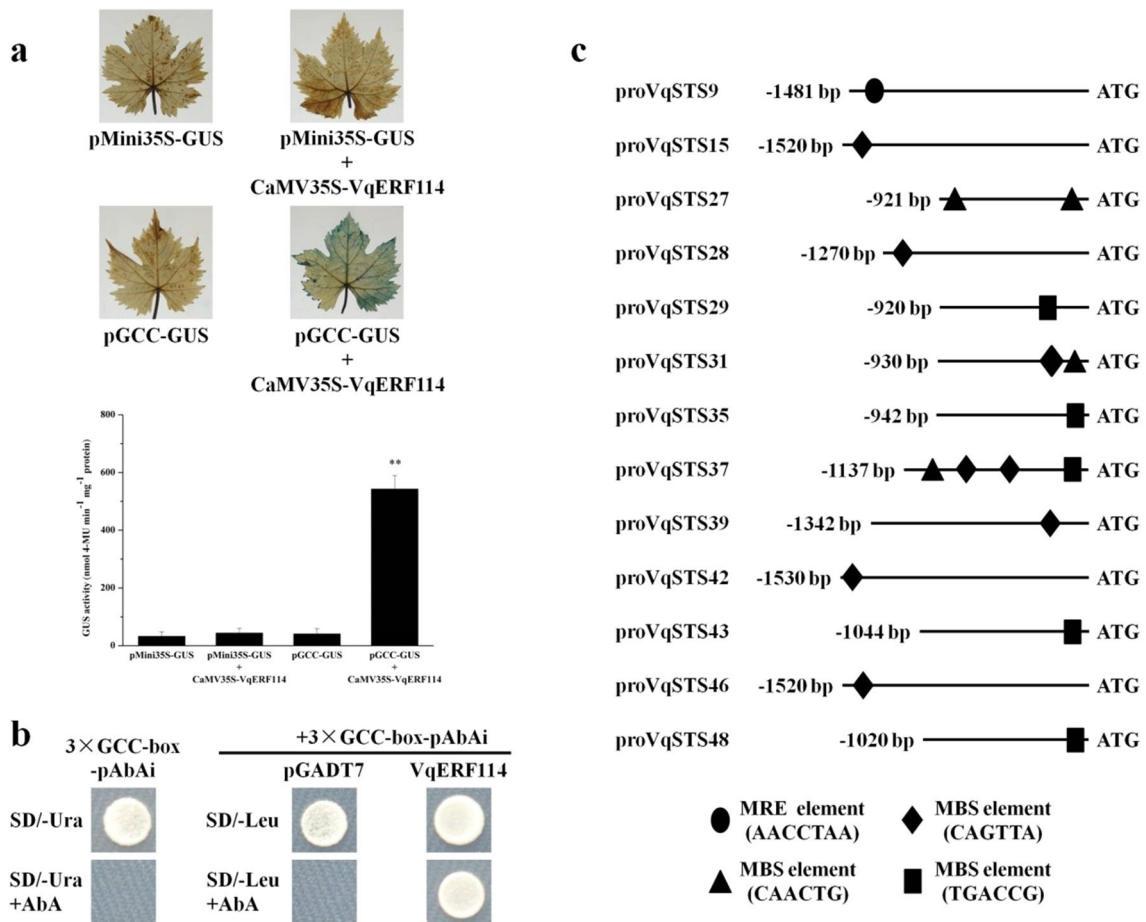 a
pMini35S-GUS
pMini35S-GUS
+
CaMV35S-VqERF114
pGCC-GUS
pGCC-GUS
+
CaMV35S-VqERF114
GUS activity (nmol 4-MU min⁻¹ mg⁻¹ protein)
800
600
400
200
0
**
pMini35S-GUS
pMini35S-GUS
+
CaMV35S-VqERF114
pGCC-GUS
pGCC-GUS
+
CaMV35S-VqERF114
b
3×GCC-box
-pAbAi
+3×GCC-box-pAbAi
pGADT7 VqERF114
SD/-Ura
SD/-Leu
SD/-Ura
+AbA
SD/-Leu
+AbA
c
proVqSTS9 -1481 bp ATG
proVqSTS15 -1520 bp ATG
proVqSTS27 -921 bp ATG
proVqSTS28 -1270 bp ATG
proVqSTS29 -920 bp ATG
proVqSTS31 -930 bp ATG
proVqSTS35 -942 bp ATG
proVqSTS37 -1137 bp ATG
proVqSTS39 -1342 bp ATG
proVqSTS42 -1530 bp ATG
proVqSTS43 -1044 bp ATG
proVqSTS46 -1520 bp ATG
proVqSTS48 -1020 bp ATG
MRE element
(AACCTAA)
MBS element
(CAGTTA)
MBS element
(CAACTG)
MBS element
(TGACCG)